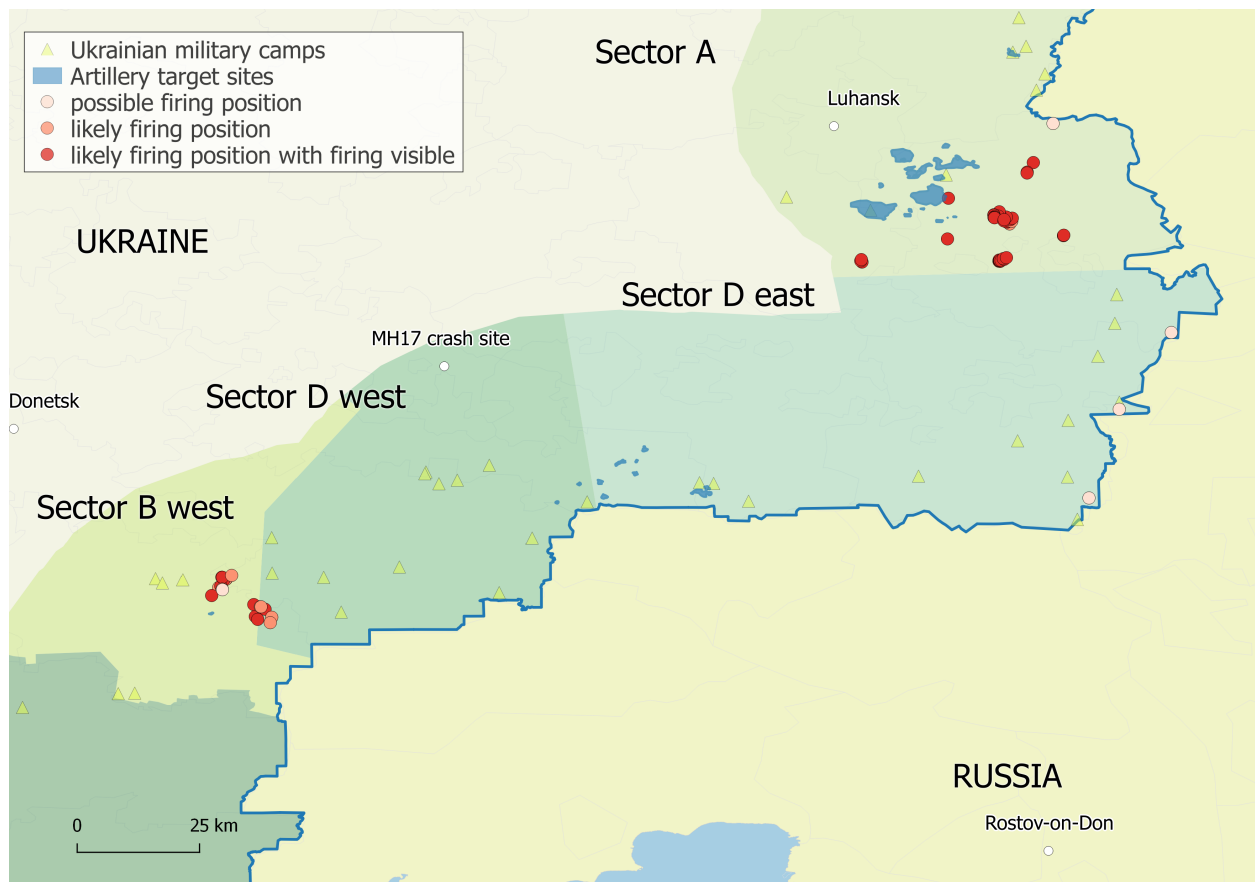 Ukrainian military camps
Artillery target sites
possible firing position
likely firing position
likely firing position with firing visible
Sector A
Luhansk
UKRAINE
Sector D east
MH17 crash site
Sector D west
Donetsk
Sector B west
RUSSIA
Rostov-on-Don
0 25 km